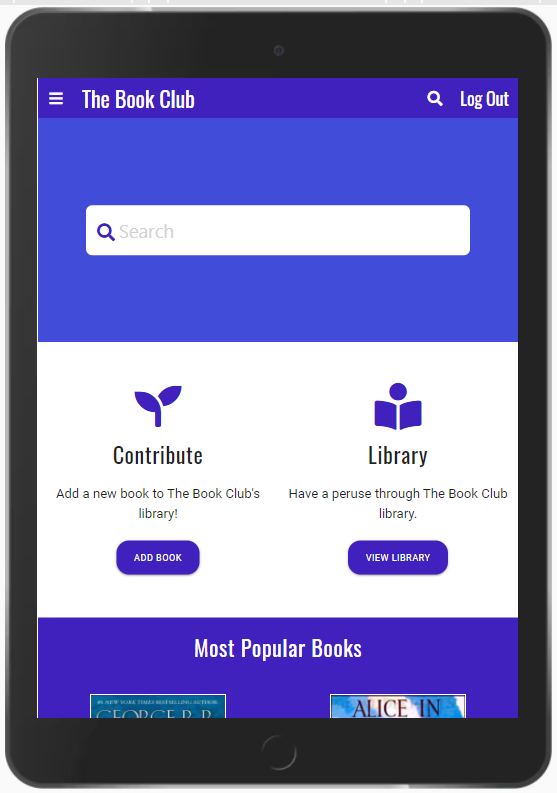 The Book Club
Log Out
Search
Contribute
Add a new book to The Book Club's
library!
ADD BOOK
Library
Have a peruse through The Book Club
library.
VIEW LIBRARY
Most Popular Books
#1 NEW YORK TIMES BESTSELLING AUTHOR
GEORGE R. R.
ALICE IN